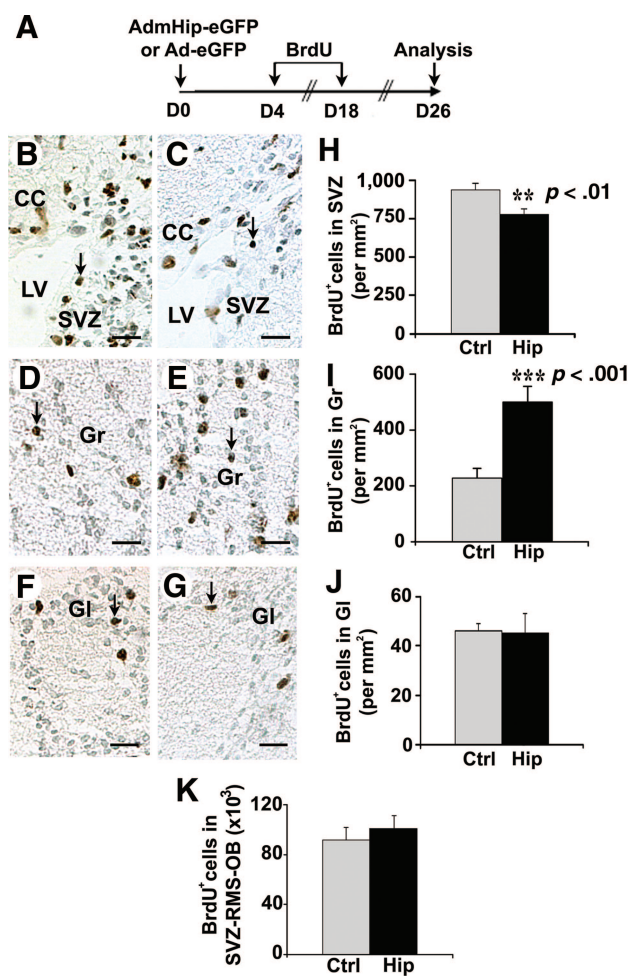 A
AdmHip-eGFP
or Ad-eGFP
BrdU
Analysis
D0
D4
D18
D26
B
CC
LV
SVZ
C
CC
LV
SVZ
H
BrdU⁺cells in SVZ
(per mm²)
1,000
750
500
250
0
** p < .01
Ctrl
Hip
D
Gr
E
Gr
I
BrdU⁺cells in Gr
(per mm²)
600
400
200
0
*** p < .001
Ctrl
Hip
F
Gl
G
Gl
J
BrdU⁺cells in Gl
(per mm²)
60
40
20
0
Ctrl
Hip
K
BrdU⁺cells in
SVZ-RMS-OB (x10³)
120
80
40
0
Ctrl
Hip